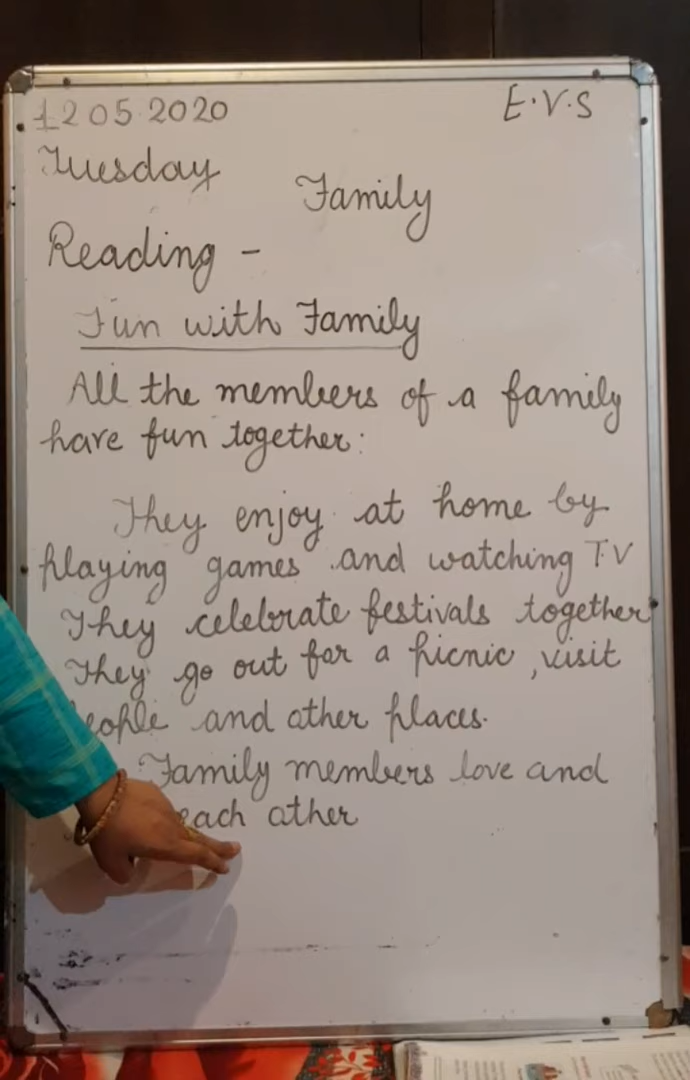 12 05.2020 E.V.S
Tuesday
Family
Reading -
Fun with Family
All the members of a family
have fun together:
They enjoy at home by
playing games and watching TV
They celebrate festivals together
They go out for a picnic, visit
people and other places.
Family members love and
each other